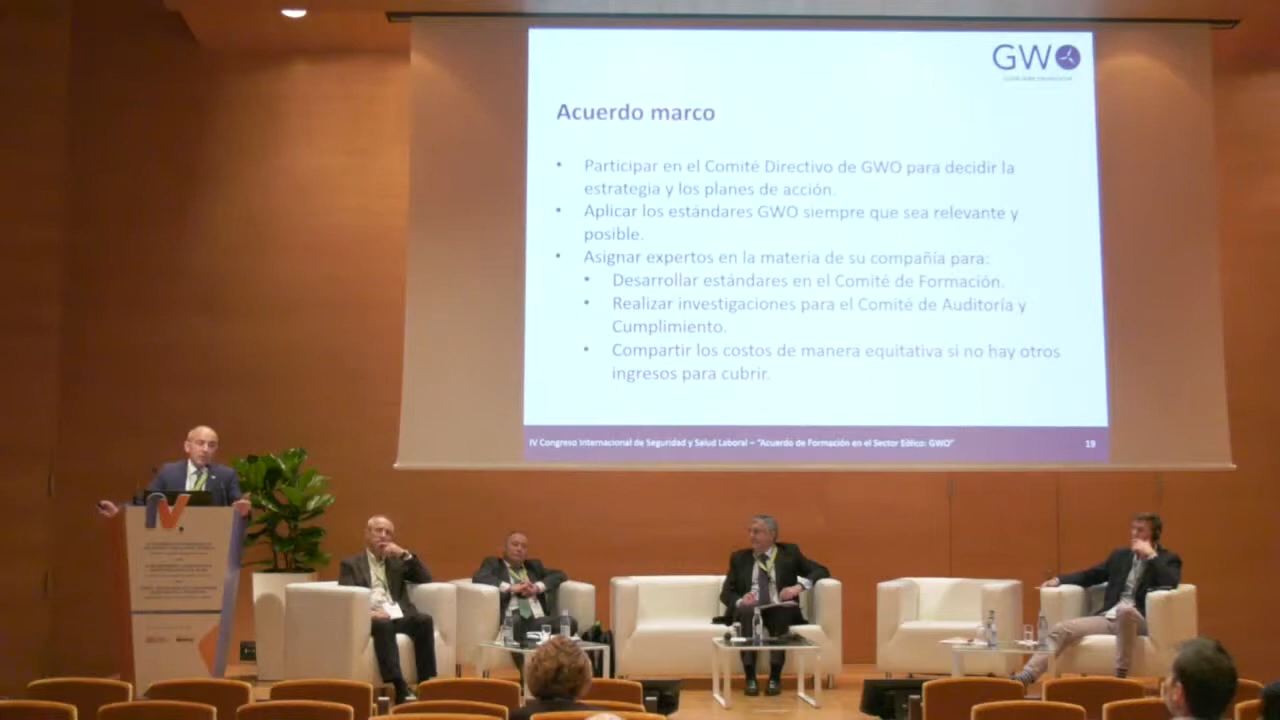 GWO
Acuerdo marco
• Participar en el Comité Directivo de GWO para decidir la
estrategia y los planes de acción.
• Aplicar los estándares GWO siempre que sea relevante y
posible.
• Asignar expertos en la materia de su compañía para:
• Desarrollar estándares en el Comité de Formación.
• Realizar investigaciones para el Comité de Auditoría y
Cumplimiento.
• Compartir los costos de manera equitativa si no hay otros
ingresos para cubrir.
IV Congreso Internacional de Seguridad y Salud Laboral – "Acuerdo de Formación en el Sector Eólico: GWO" 19
IV